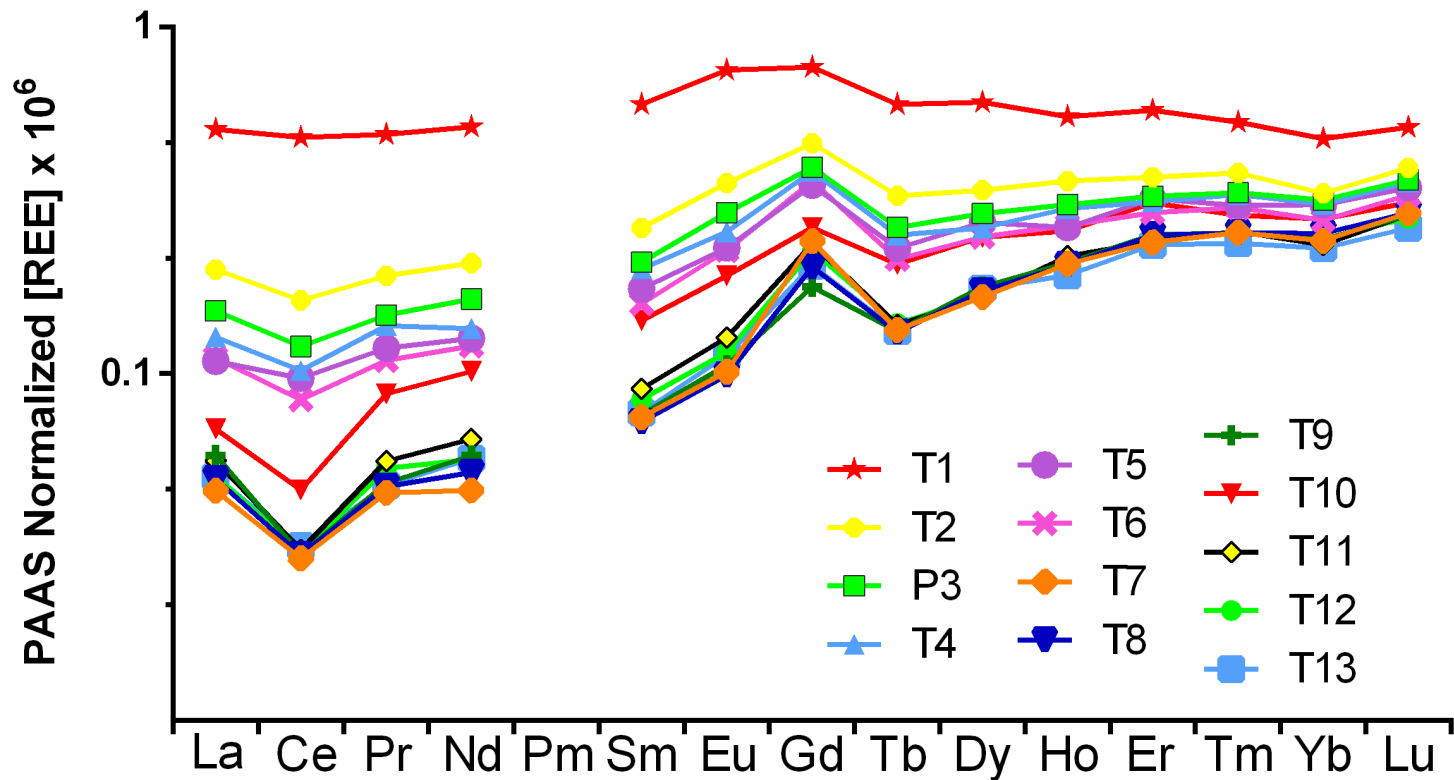 PAAS Normalized [REE] x 10⁶
1
0.1
T1
T2
P3
T4
T5
T6
T7
T8
T9
T10
T11
T12
T13
La Ce Pr Nd Pm Sm Eu Gd Tb Dy Ho Er Tm Yb Lu